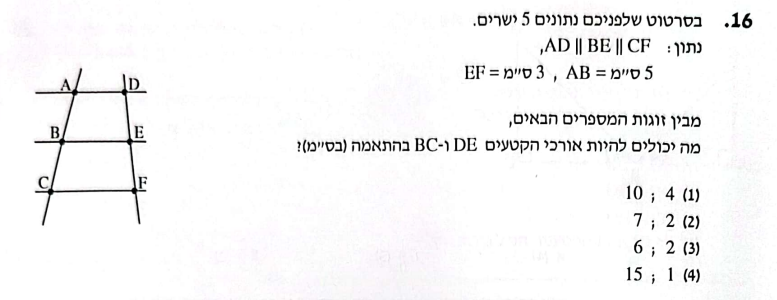 16. בסרטוט שלפניכם נתונים 5 ישרים.
נתון: AD || BE || CF,
5 ס"מ = AB , 3 ס"מ = EF
מבין זוגות המספרים הבאים,
מה יכולים להיות אורכי הקטעים DE ו-BC בהתאמה (בס"מ)?
(1) 4 ; 10
(2) 2 ; 7
(3) 2 ; 6
(4) 1 ; 15
A D
B E
C F